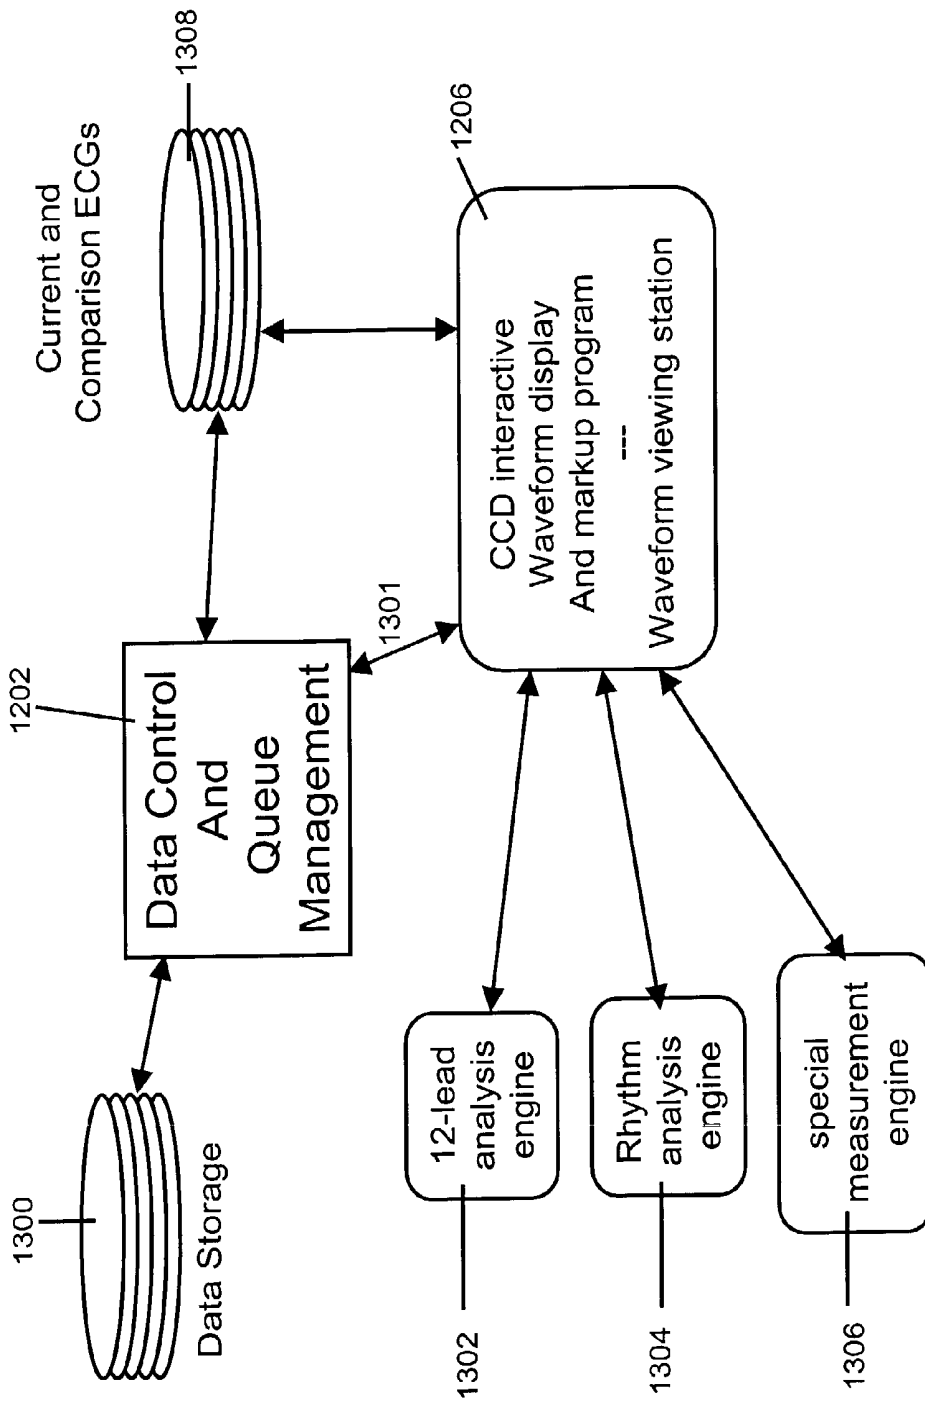 1300
Data Storage
1202
Data Control
And
Queue
Management
1301
Current and
Comparison ECGs
1308
1206
CCD interactive
Waveform display
And markup program
---
Waveform viewing station
1302
12-lead
analysis
engine
1304
Rhythm
analysis
engine
1306
special
measurement
engine